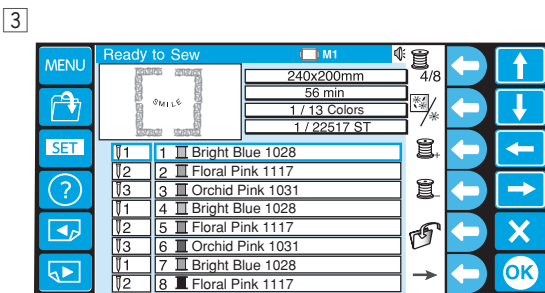 3
MENU
Ready to Sew
M1
4/8
240x200mm
56 min
1 / 13 Colors
1 / 22517 ST
SMILE
SET
?
1 1 Bright Blue 1028
2 2 Floral Pink 1117
3 3 Orchid Pink 1031
1 4 Bright Blue 1028
2 5 Floral Pink 1117
3 6 Orchid Pink 1031
1 7 Bright Blue 1028
2 8 Floral Pink 1117
+
-
X
OK